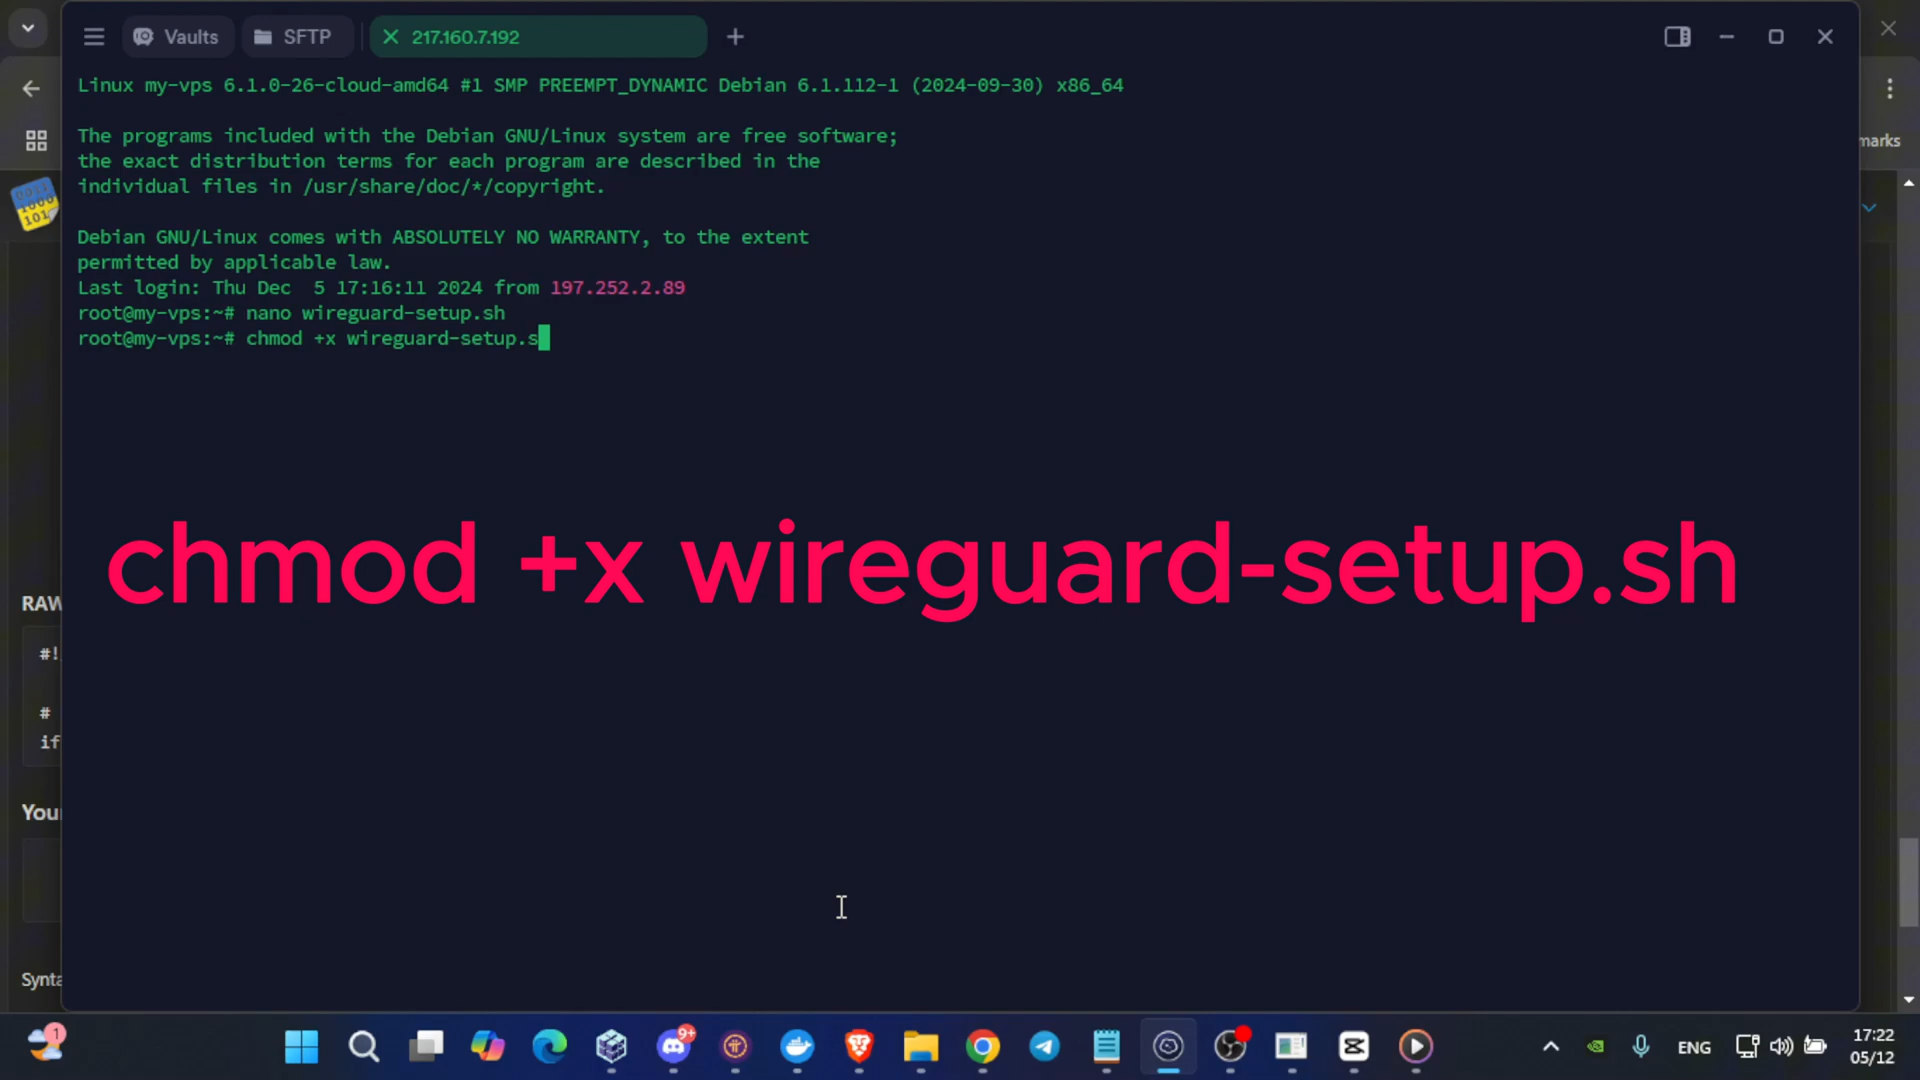 Vaults
SFTP
217.160.7.192
Linux my-vps 6.1.0-26-cloud-amd64 #1 SMP PREEMPT_DYNAMIC Debian 6.1.112-1 (2024-09-30) x86_64
The programs included with the Debian GNU/Linux system are free software;
the exact distribution terms for each program are described in the
individual files in /usr/share/doc/*/copyright.
Debian GNU/Linux comes with ABSOLUTELY NO WARRANTY, to the extent
permitted by applicable law.
Last login: Thu Dec  5 17:16:11 2024 from 197.252.2.89
root@my-vps:~# nano wireguard-setup.sh
root@my-vps:~# chmod +x wireguard-setup.s
chmod +x wireguard-setup.sh
marks
RAW
#!
#
if
You
Synta
1
9+
ENG
17:22
05/12